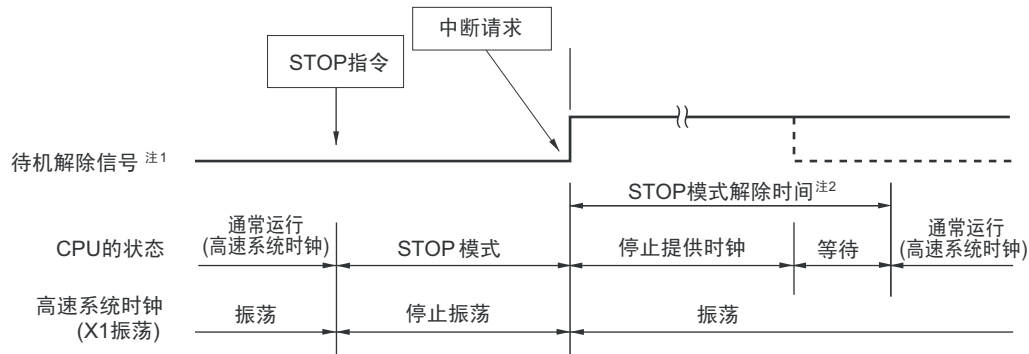 中断请求
STOP指令
待机解除信号 注1
STOP模式解除时间注2
CPU的状态
通常运行
(高速系统时钟)
STOP 模式
停止提供时钟
等待
通常运行
(高速系统时钟)
高速系统时钟
(X1振荡)
振荡
停止振荡
振荡